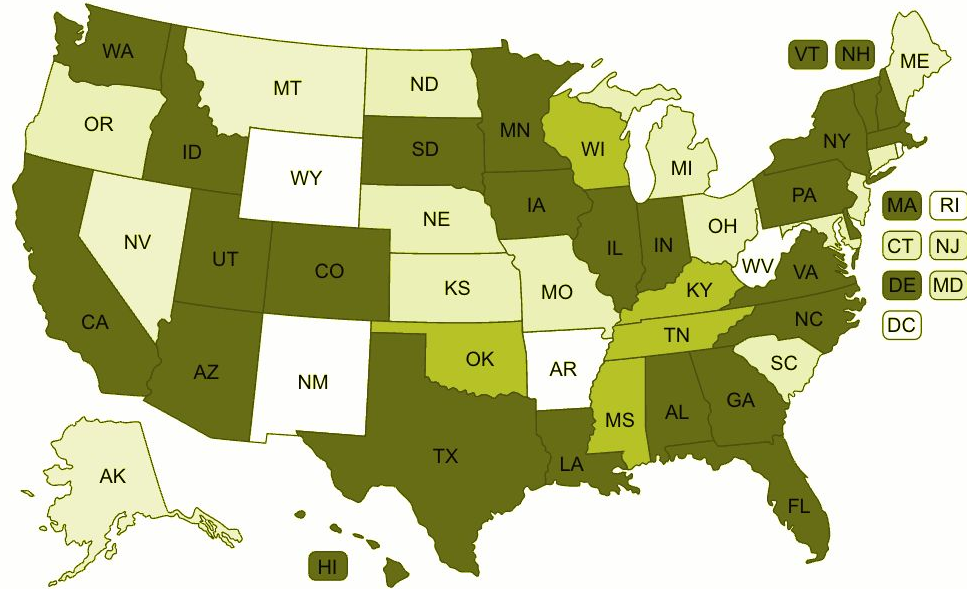 WA
VT NH
ME
MT
ND
OR
MN
ID
SD
WI
NY
WY
MI
PA
IA
MA RI
NE
OH
NV
CT NJ
IL IN
UT
CO
WV
VA
KS
MO
KY
DE MD
CA
NC
DC
TN
OK
SC
AZ
AR
NM
GA
AL
MS
TX
LA
AK
FL
HI